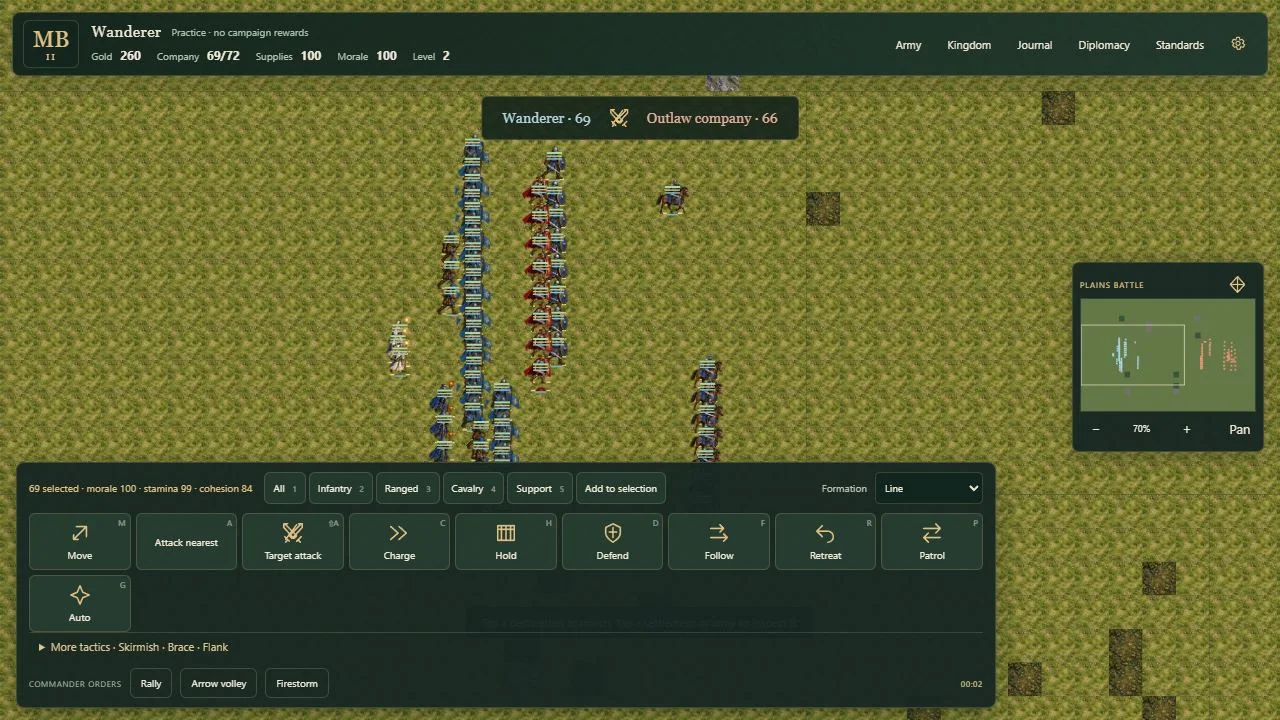 MB
II
Wanderer Practice · no campaign rewards
Gold 260 Company 69/72 Supplies 100 Morale 100 Level 2
Army Kingdom Journal Diplomacy Standards
Wanderer · 69 Outlaw company · 66
PLAINS BATTLE
− 70% + Pan
69 selected · morale 100 · stamina 99 · cohesion 84
All 1 Infantry 2 Ranged 3 Cavalry 4 Support 5 Add to selection
Formation Line
M A ⇧A C H D F R P
Move Attack nearest Target attack Charge Hold Defend Follow Retreat Patrol
G
Auto
▶ More tactics · Skirmish · Brace · Flank
COMMANDER ORDERS Rally Arrow volley Firestorm 00:02